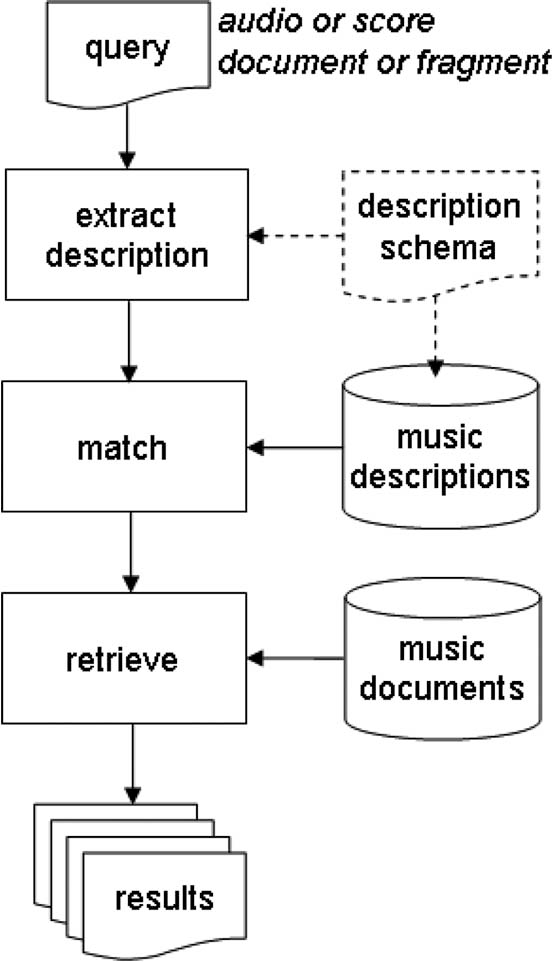 query
audio or score
document or fragment
extract
description
description
schema
match
music
descriptions
retrieve
music
documents
results